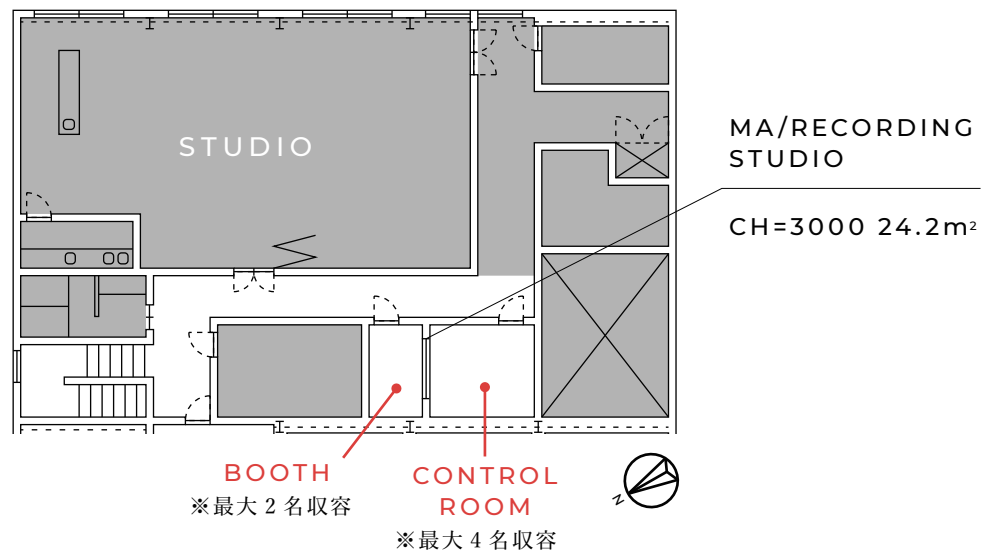 STUDIO
MA/RECORDING
STUDIO
CH=3000 24.2m²
BOOTH
※最大2名収容
CONTROL
ROOM
※最大4名収容
N